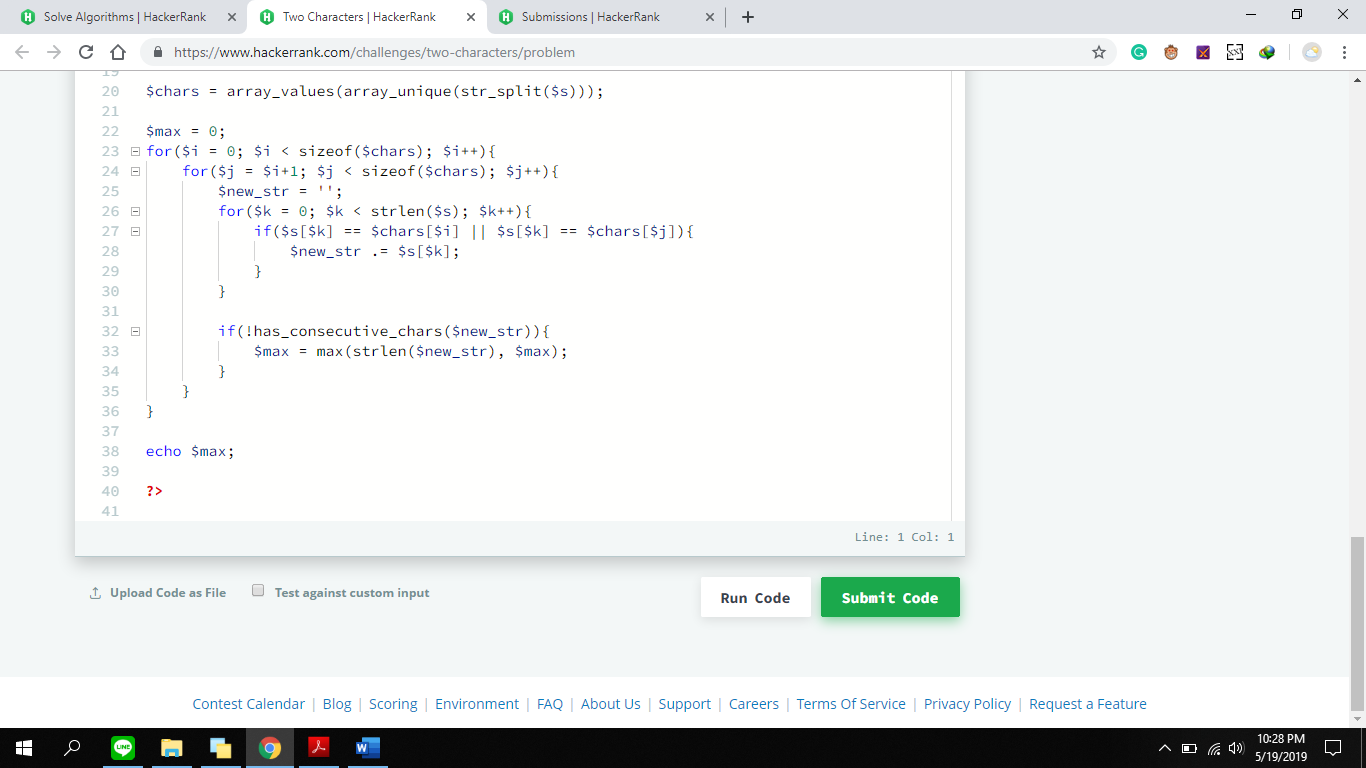 Solve Algorithms | HackerRank
Two Characters | HackerRank
Submissions | HackerRank
https://www.hackerrank.com/challenges/two-characters/problem
19
20 $chars = array_values(array_unique(str_split($s)));
21
22 $max = 0;
23 for($i = 0; $i < sizeof($chars); $i++){
24 for($j = $i+1; $j < sizeof($chars); $j++){
25 $new_str = '';
26 for($k = 0; $k < strlen($s); $k++){
27 if($s[$k] == $chars[$i] || $s[$k] == $chars[$j]){
28 $new_str .= $s[$k];
29 }
30 }
31
32 if(!has_consecutive_chars($new_str)){
33 $max = max(strlen($new_str), $max);
34 }
35 }
36 }
37
38 echo $max;
39
40 ?>
41
Line: 1 Col: 1
Upload Code as File
Test against custom input
Run Code
Submit Code
Contest Calendar | Blog | Scoring | Environment | FAQ | About Us | Support | Careers | Terms Of Service | Privacy Policy | Request a Feature
LINE
10:28 PM
5/19/2019